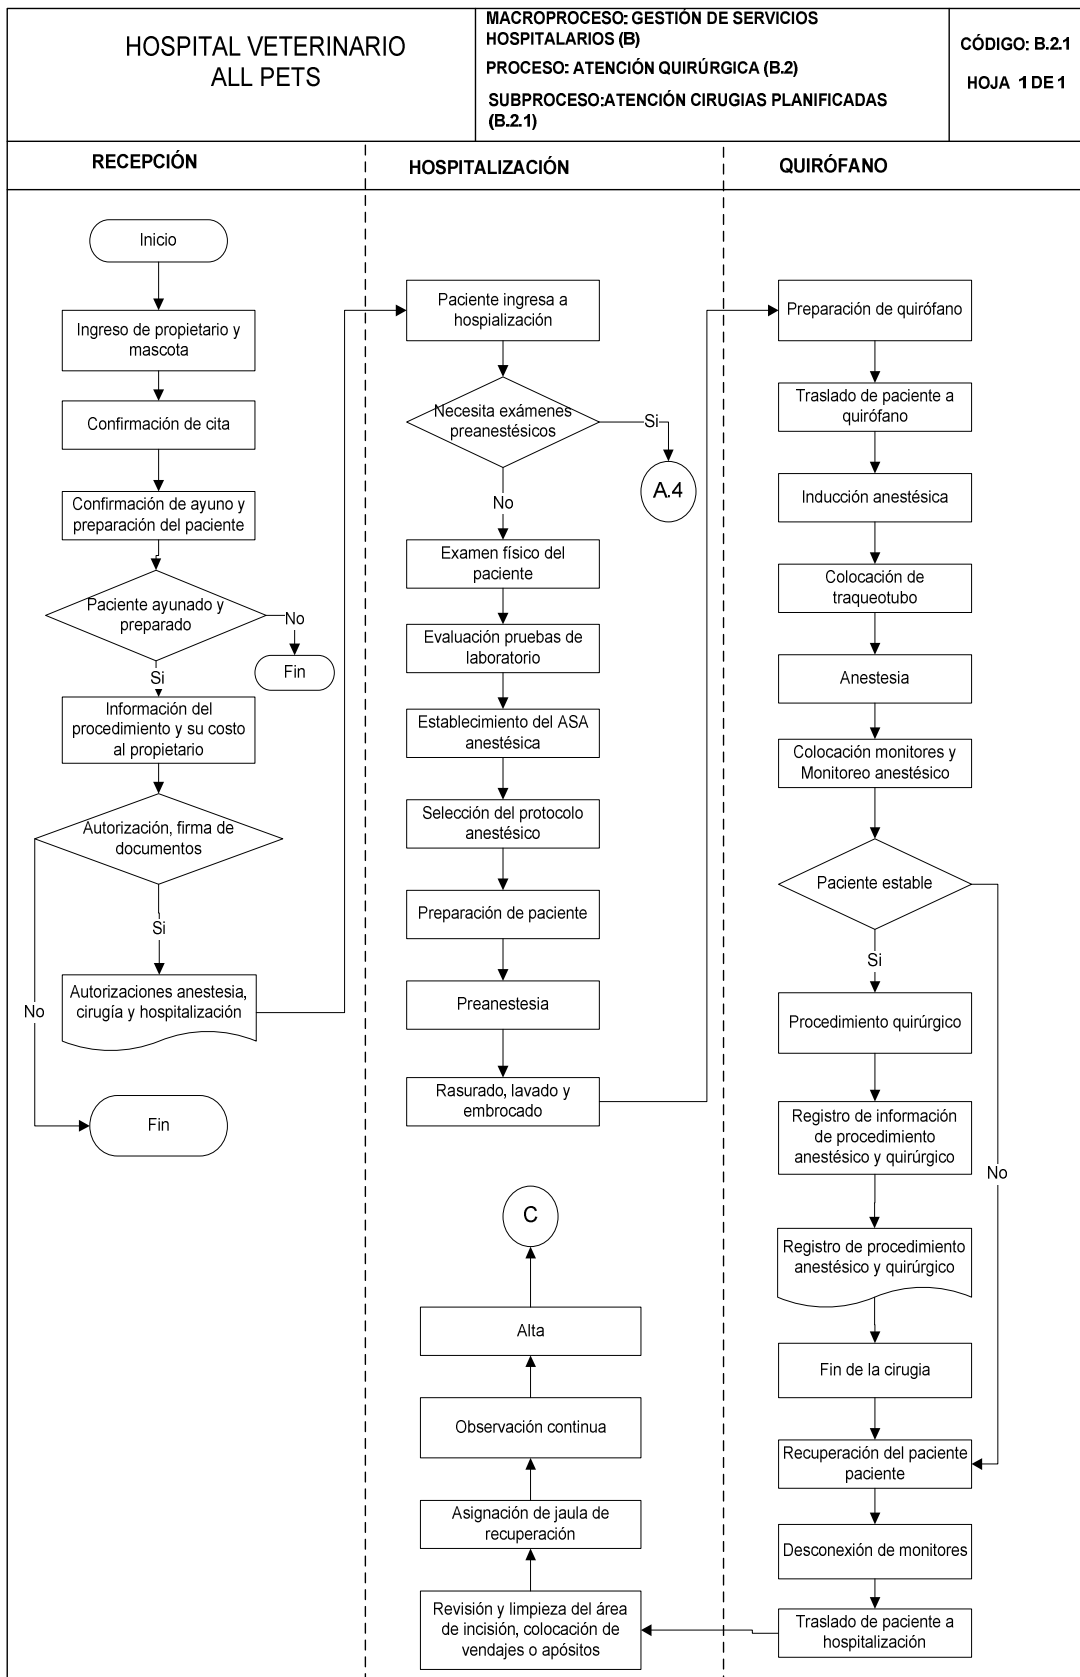 HOSPITAL VETERINARIO
ALL PETS
MACROPROCESO: GESTIÓN DE SERVICIOS
HOSPITALARIOS (B)
PROCESO: ATENCIÓN QUIRÚRGICA (B.2)
SUBPROCESO:ATENCIÓN CIRUGIAS PLANIFICADAS
(B.2.1)
CÓDIGO: B.2.1
HOJA 1 DE 1
RECEPCIÓN
Inicio
Ingreso de propietario y
mascota
Confirmación de cita
Confirmación de ayuno y
preparación del paciente
Paciente ayunado y
preparado
No
Fin
Si
Información del
procedimiento y su costo
al propietario
Autorización, firma de
documentos
Si
Autorizaciones anestesia,
cirugía y hospitalización
No
Fin
HOSPITALIZACIÓN
Paciente ingresa a
hospialización
Necesita exámenes
preanestésicos
Si
A.4
No
Examen físico del
paciente
Evaluación pruebas de
laboratorio
Establecimiento del ASA
anestésica
Selección del protocolo
anestésico
Preparación de paciente
Preanestesia
Rasurado, lavado y
embrocado
C
Alta
Observación continua
Asignación de jaula de
recuperación
Revisión y limpieza del área
de incisión, colocación de
vendajes o apósitos
QUIRÓFANO
Preparación de quirófano
Traslado de paciente a
quirófano
Inducción anestésica
Colocación de
traqueotubo
Anestesia
Colocación monitores y
Monitoreo anestésico
Paciente estable
Si
Procedimiento quirúrgico
Registro de información
de procedimiento
anestésico y quirúrgico
No
Registro de procedimiento
anestésico y quirúrgico
Fin de la cirugia
Recuperación del paciente
paciente
Desconexión de monitores
Traslado de paciente a
hospitalización